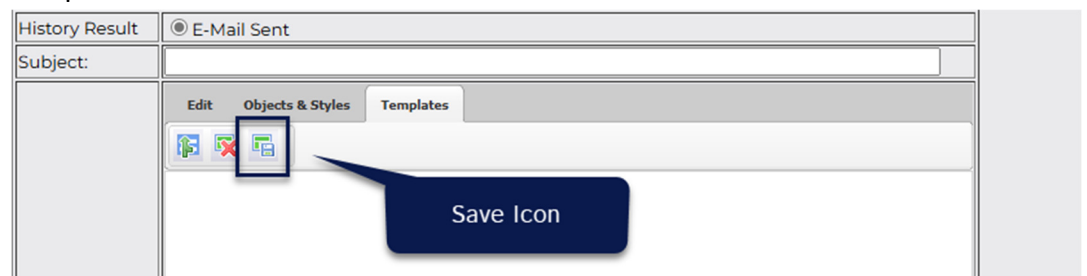 History Result E-Mail Sent
Subject:
Edit Objects & Styles Templates
Save Icon